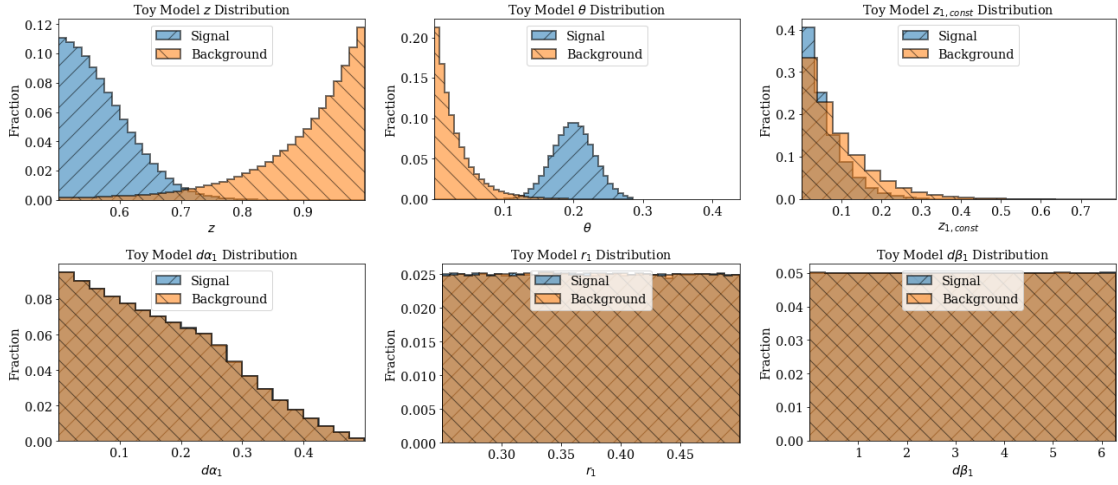 Toy Model z Distribution
Signal
Background
Fraction
0.12
0.10
0.08
0.06
0.04
0.02
0.00
0.6 0.7 0.8 0.9
z
Toy Model θ Distribution
Signal
Background
Fraction
0.20
0.15
0.10
0.05
0.00
0.1 0.2 0.3 0.4
θ
Toy Model z1,const Distribution
Signal
Background
Fraction
0.4
0.3
0.2
0.1
0.0
0.1 0.2 0.3 0.4 0.5 0.6 0.7
z1,const
Toy Model dα1 Distribution
Signal
Background
Fraction
0.08
0.06
0.04
0.02
0.00
0.1 0.2 0.3 0.4
dα1
Toy Model r1 Distribution
Signal
Background
Fraction
0.025
0.020
0.015
0.010
0.005
0.000
0.30 0.35 0.40 0.45
r1
Toy Model dβ1 Distribution
Signal
Background
Fraction
0.05
0.04
0.03
0.02
0.01
0.00
1 2 3 4 5 6
dβ1